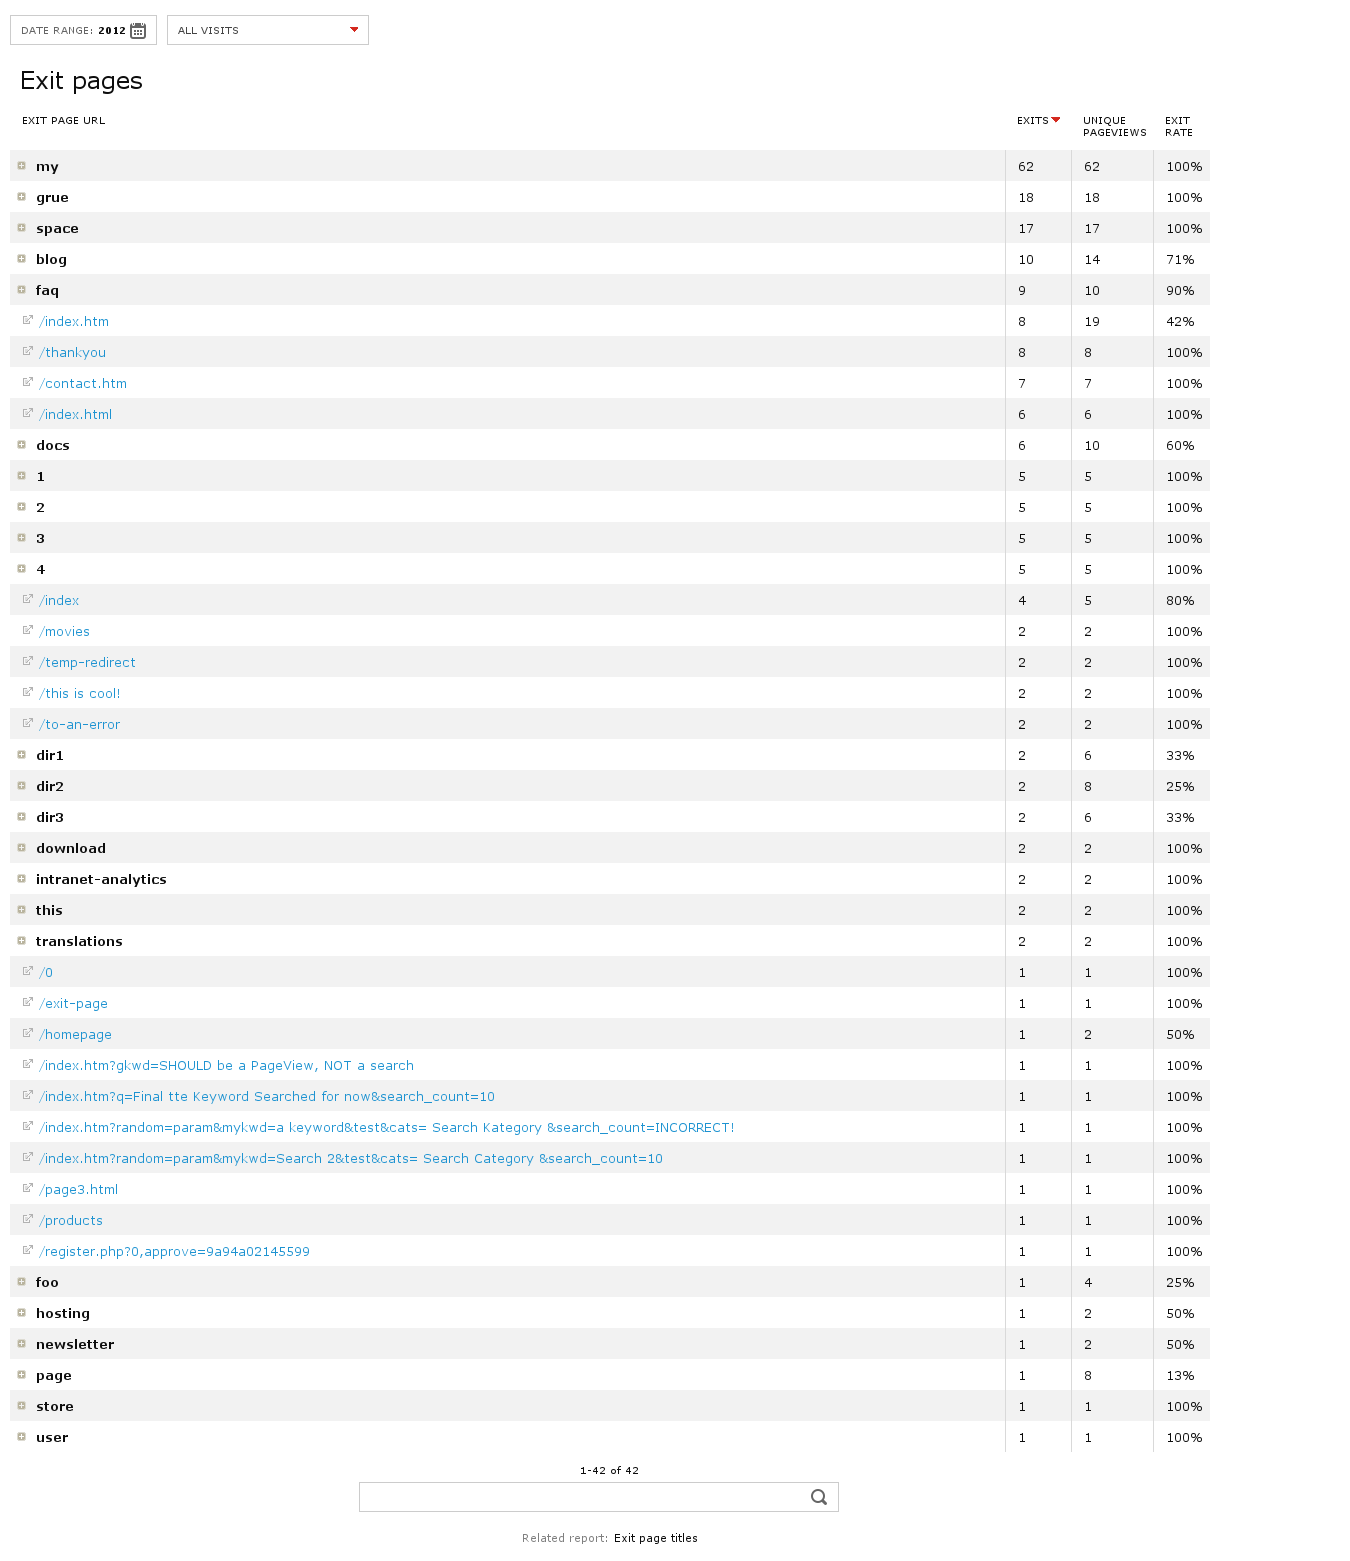 DATE RANGE: 2012 ALL VISITS
Exit pages
EXIT PAGE URL EXITS UNIQUE PAGEVIEWS EXIT RATE
my 62 62 100%
grue 18 18 100%
space 17 17 100%
blog 10 14 71%
faq 9 10 90%
/index.htm 8 19 42%
/thankyou 8 8 100%
/contact.htm 7 7 100%
/index.html 6 6 100%
docs 6 10 60%
1 5 5 100%
2 5 5 100%
3 5 5 100%
4 5 5 100%
/index 4 5 80%
/movies 2 2 100%
/temp-redirect 2 2 100%
/this is cool! 2 2 100%
/to-an-error 2 2 100%
dir1 2 6 33%
dir2 2 8 25%
dir3 2 6 33%
download 2 2 100%
intranet-analytics 2 2 100%
this 2 2 100%
translations 2 2 100%
/0 1 1 100%
/exit-page 1 1 100%
/homepage 1 2 50%
/index.htm?gkwd=SHOULD be a PageView, NOT a search 1 1 100%
/index.htm?q=Final tte Keyword Searched for now&search_count=10 1 1 100%
/index.htm?random=param&mykwd=a keyword&test&cats= Search Kategory &search_count=INCORRECT! 1 1 100%
/index.htm?random=param&mykwd=Search 2&test&cats= Search Category &search_count=10 1 1 100%
/page3.html 1 1 100%
/products 1 1 100%
/register.php?0,approve=9a94a02145599 1 1 100%
foo 1 4 25%
hosting 1 2 50%
newsletter 1 2 50%
page 1 8 13%
store 1 1 100%
user 1 1 100%
1-42 of 42
Related report: Exit page titles